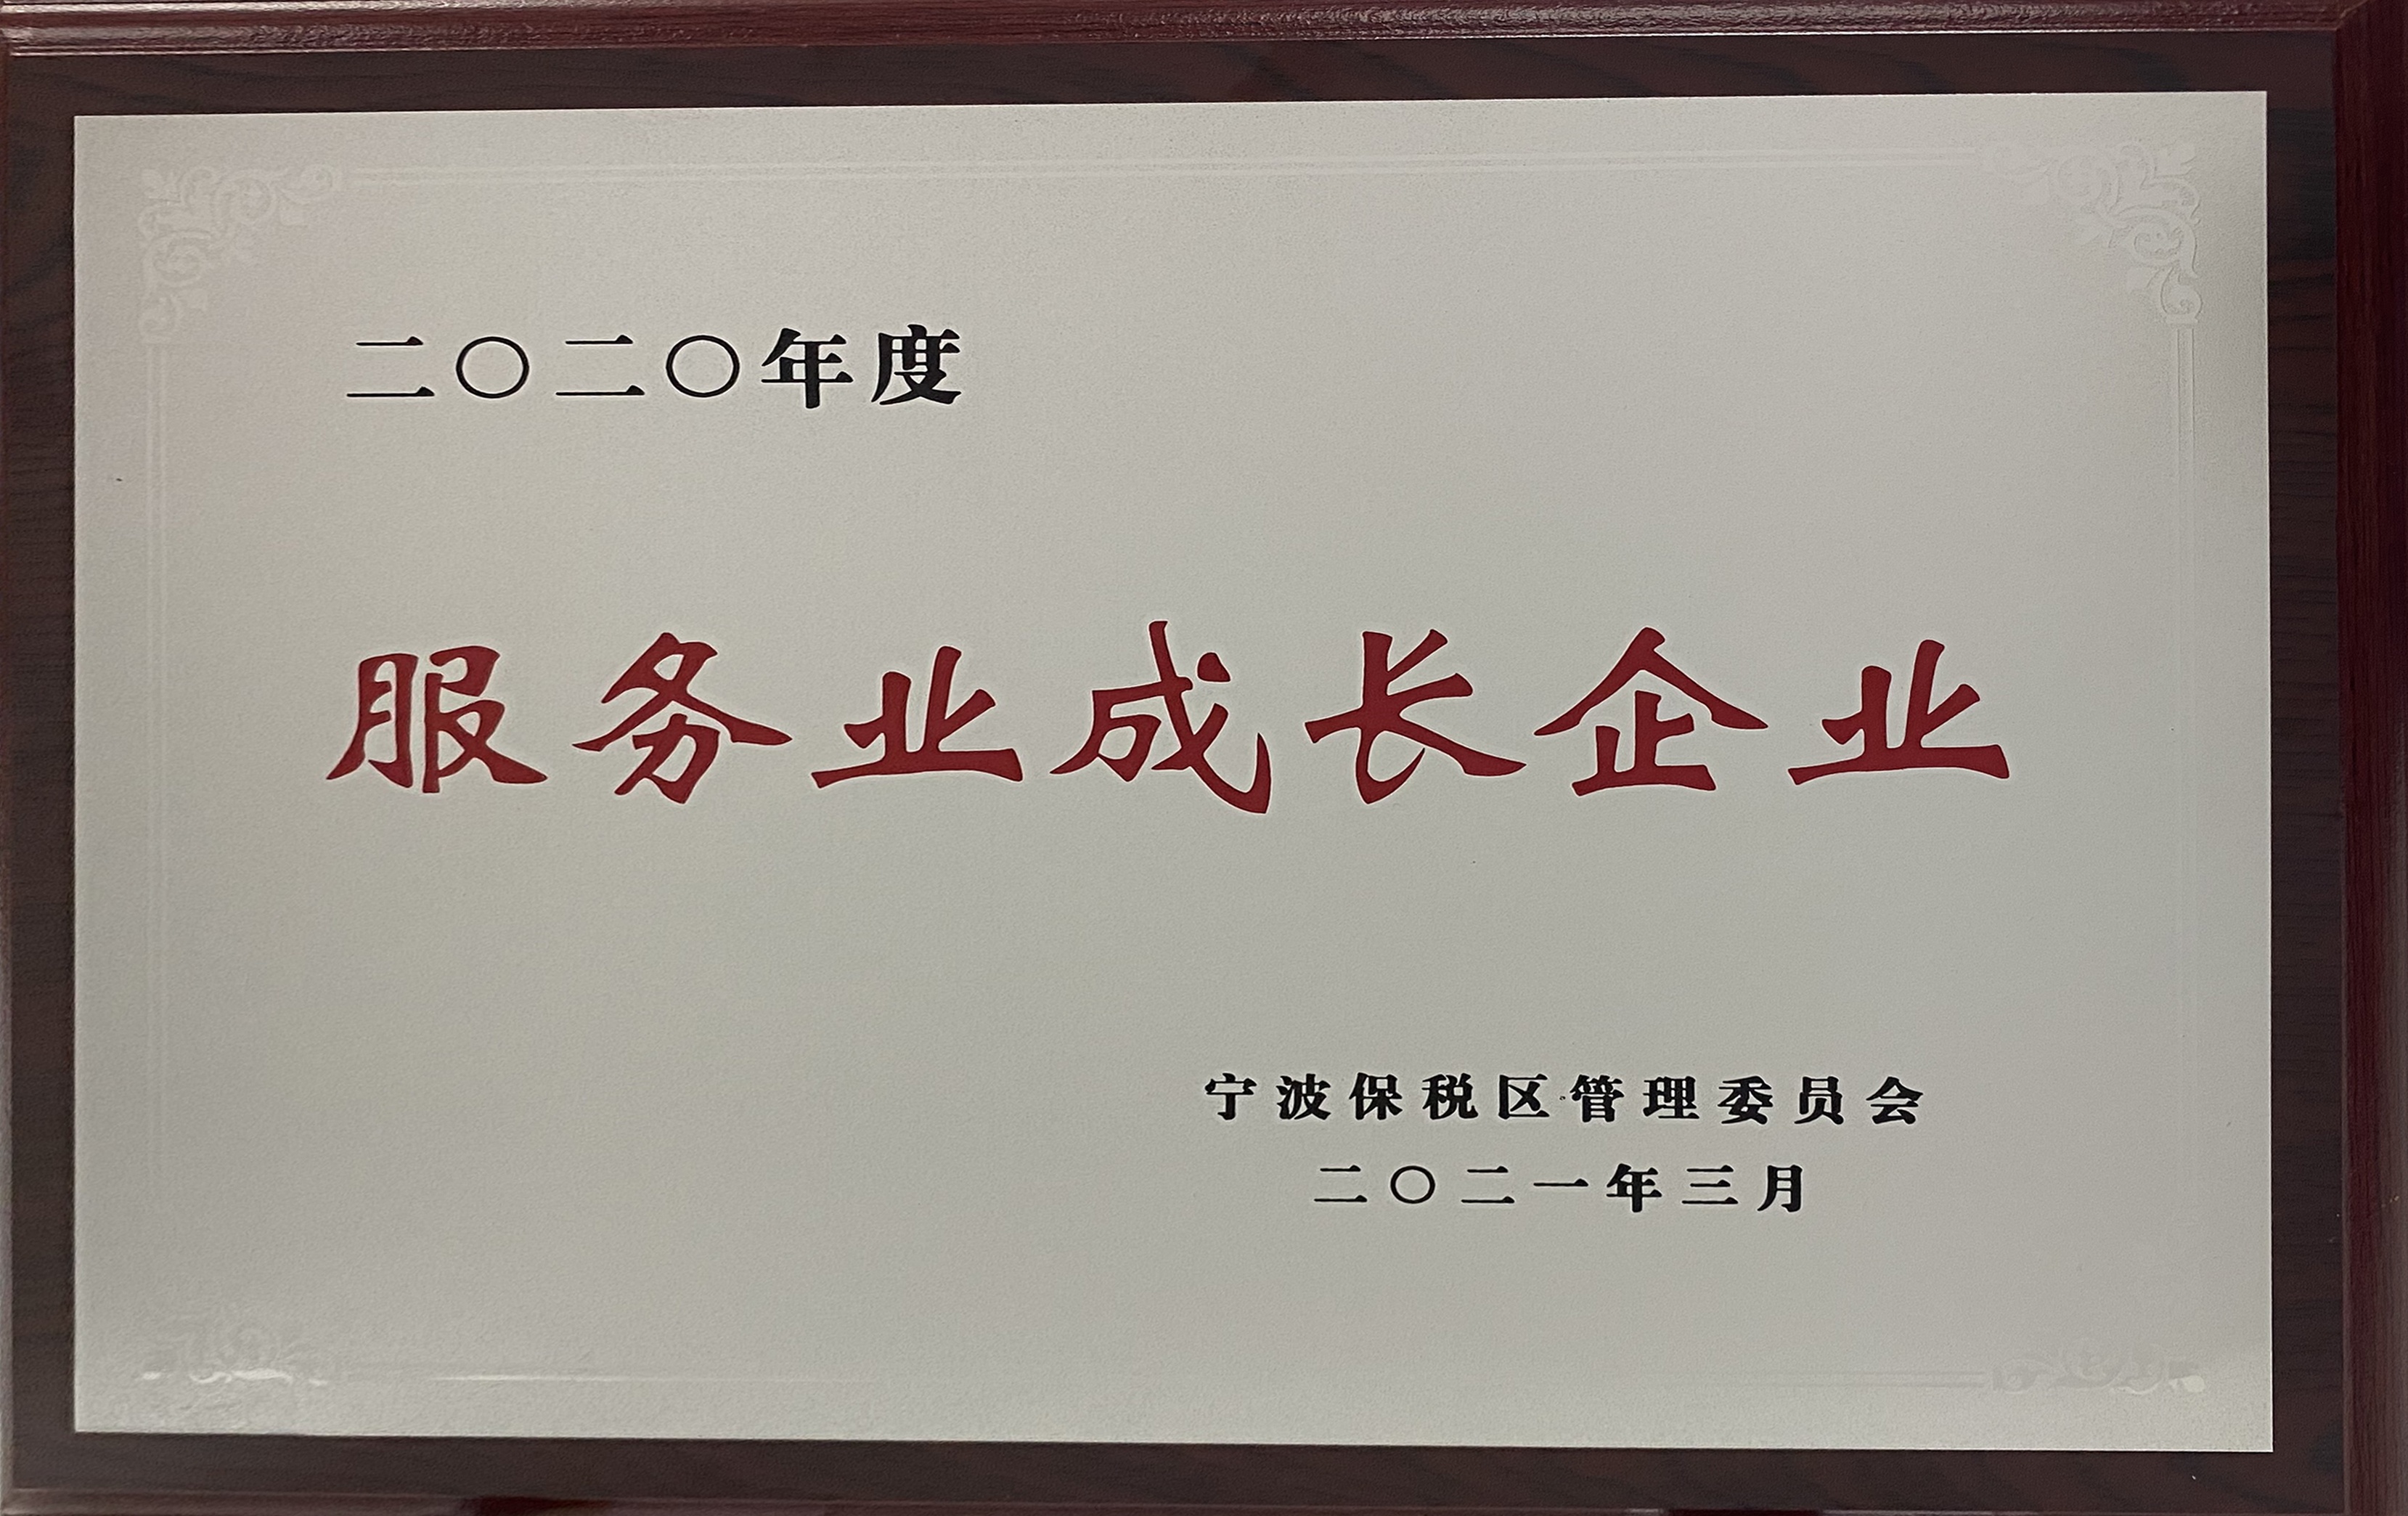 二〇二〇年度
服务业成长企业
宁波保税区管理委员会
二〇二一年三月